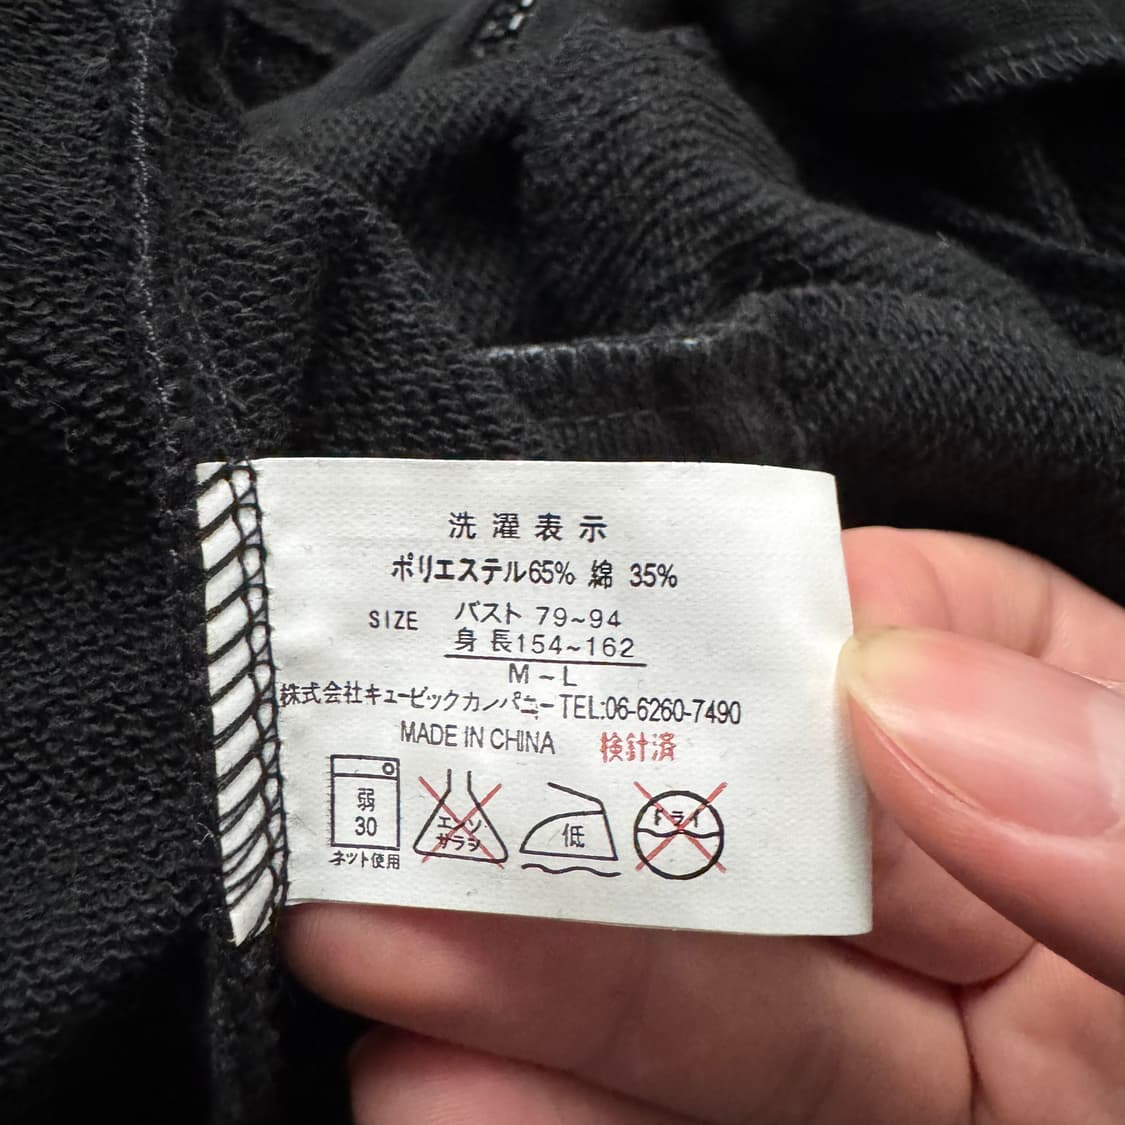 洗濯表示
ポリエステル65% 綿 35%
SIZE バスト 79~94
身長154~162
M~L
株式会社キュービックカンパニーTEL:06-6260-7490
MADE IN CHINA 検針済
弱
30
ネット使用
エンソ
サラシ
低
ドライ